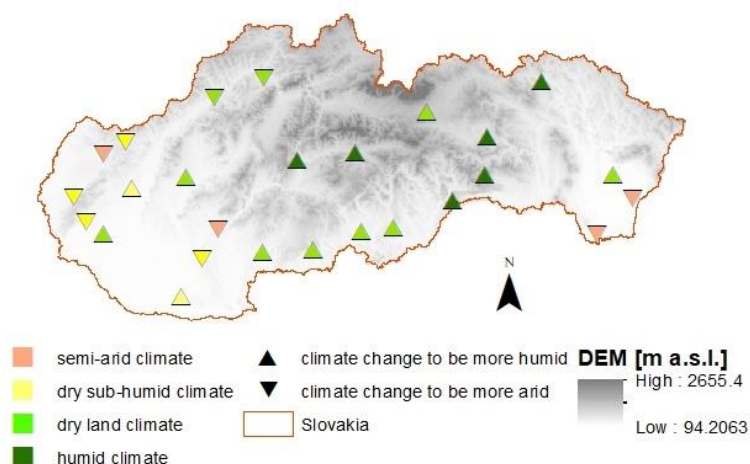 N
semi-arid climate
dry sub-humid climate
dry land climate
humid climate
climate change to be more humid
climate change to be more arid
Slovakia
DEM [m a.s.l.]
High : 2655.4
Low : 94.2063